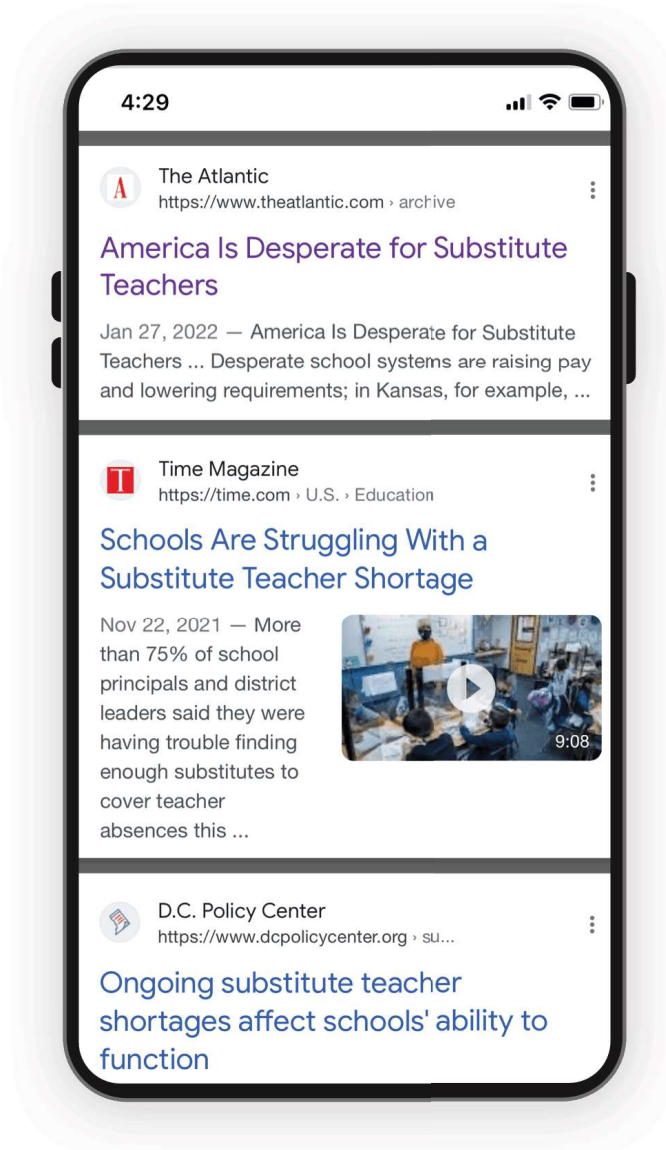 4:29
The Atlantic
https://www.theatlantic.com › archive
America Is Desperate for Substitute
Teachers
Jan 27, 2022 — America Is Desperate for Substitute
Teachers ... Desperate school systems are raising pay
and lowering requirements; in Kansas, for example, ...
Time Magazine
https://time.com › U.S. › Education
Schools Are Struggling With a
Substitute Teacher Shortage
Nov 22, 2021 — More
than 75% of school
principals and district
leaders said they were
having trouble finding
enough substitutes to
cover teacher
absences this ...
9:08
D.C. Policy Center
https://www.dcpolicycenter.org › su...
Ongoing substitute teacher
shortages affect schools' ability to
function